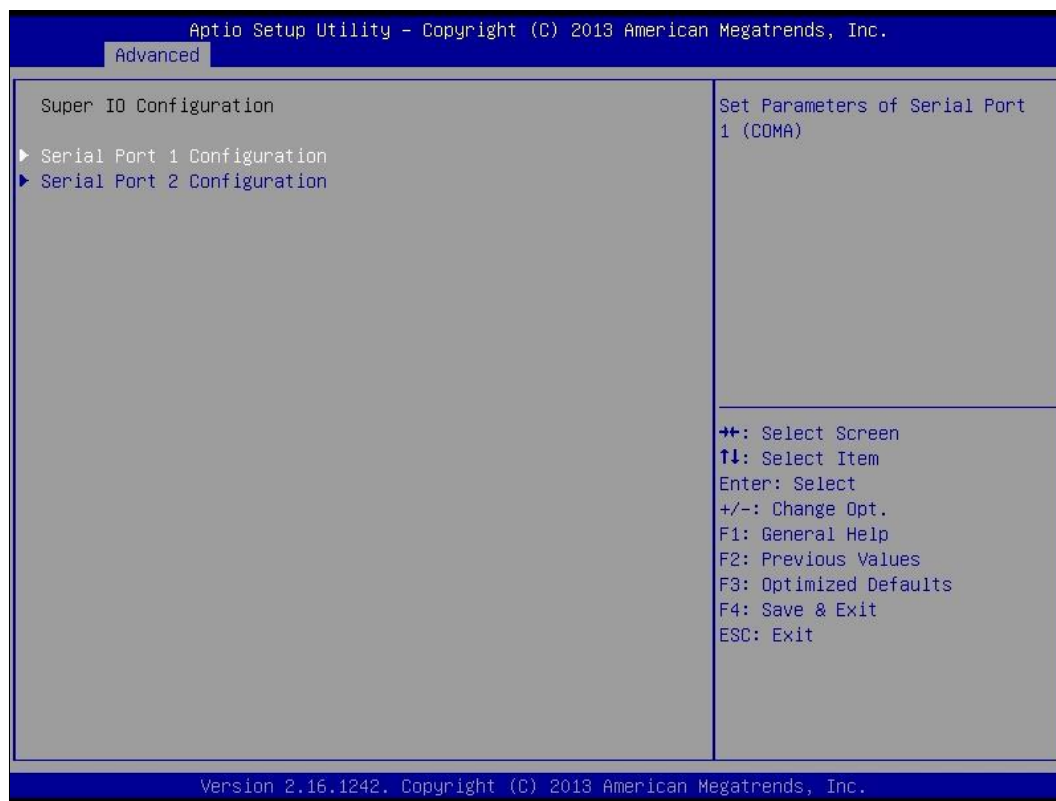 Aptio Setup Utility – Copyright (C) 2013 American Megatrends, Inc.
Advanced
Super IO Configuration
▶ Serial Port 1 Configuration
▶ Serial Port 2 Configuration
Set Parameters of Serial Port
1 (COMA)
→←: Select Screen
↑↓: Select Item
Enter: Select
+/-: Change Opt.
F1: General Help
F2: Previous Values
F3: Optimized Defaults
F4: Save & Exit
ESC: Exit
Version 2.16.1242. Copyright (C) 2013 American Megatrends, Inc.